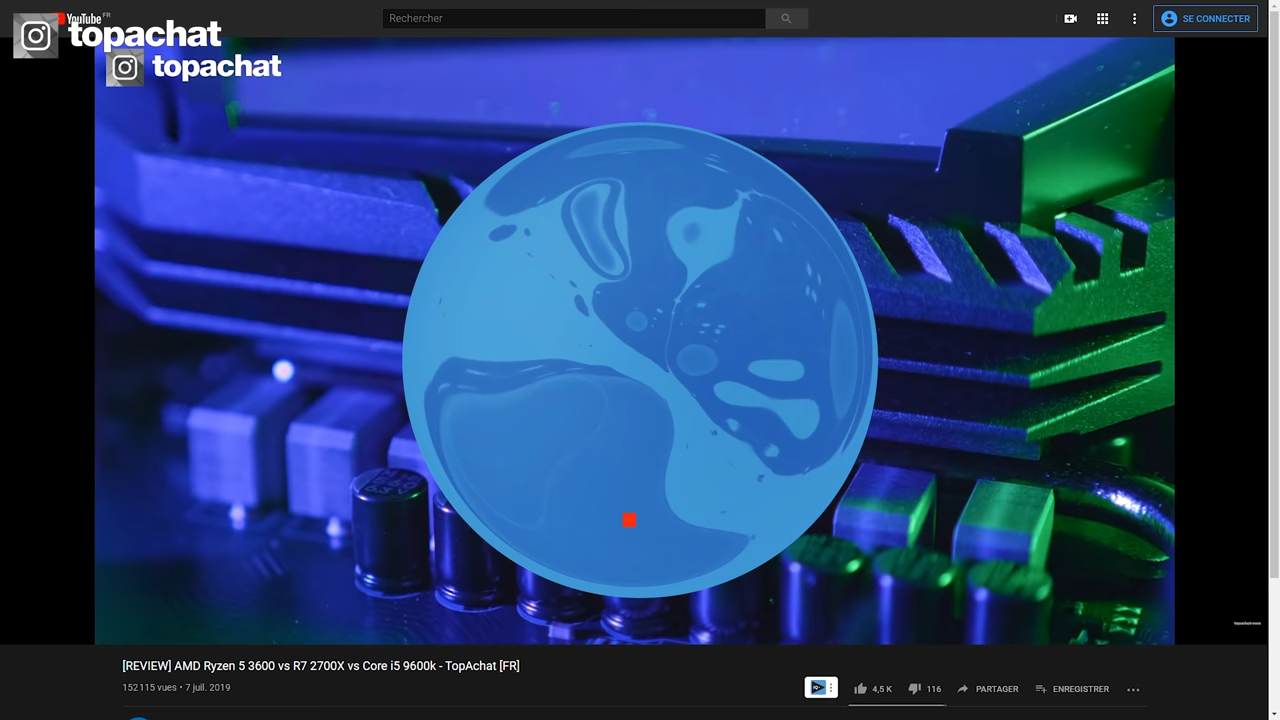 YouTube FR
Rechercher
SE CONNECTER
topachat
topachat
[REVIEW] AMD Ryzen 5 3600 vs R7 2700X vs Core i5 9600k - TopAchat [FR]
152 115 vues • 7 juil. 2019
4,5 K
116
PARTAGER
ENREGISTRER